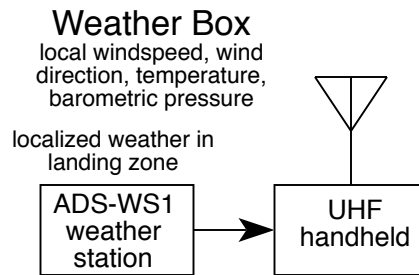 Weather Box
local windspeed, wind
direction, temperature,
barometric pressure
localized weather in
landing zone
ADS-WS1
weather
station
UHF
handheld